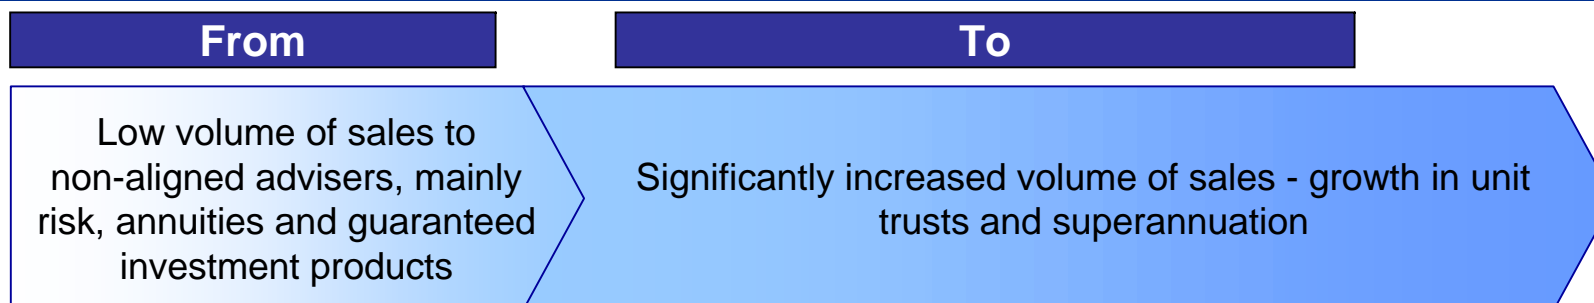 From
To
Low volume of sales to
non-aligned advisers, mainly
risk, annuities and guaranteed
investment products
Significantly increased volume of sales - growth in unit
trusts and superannuation